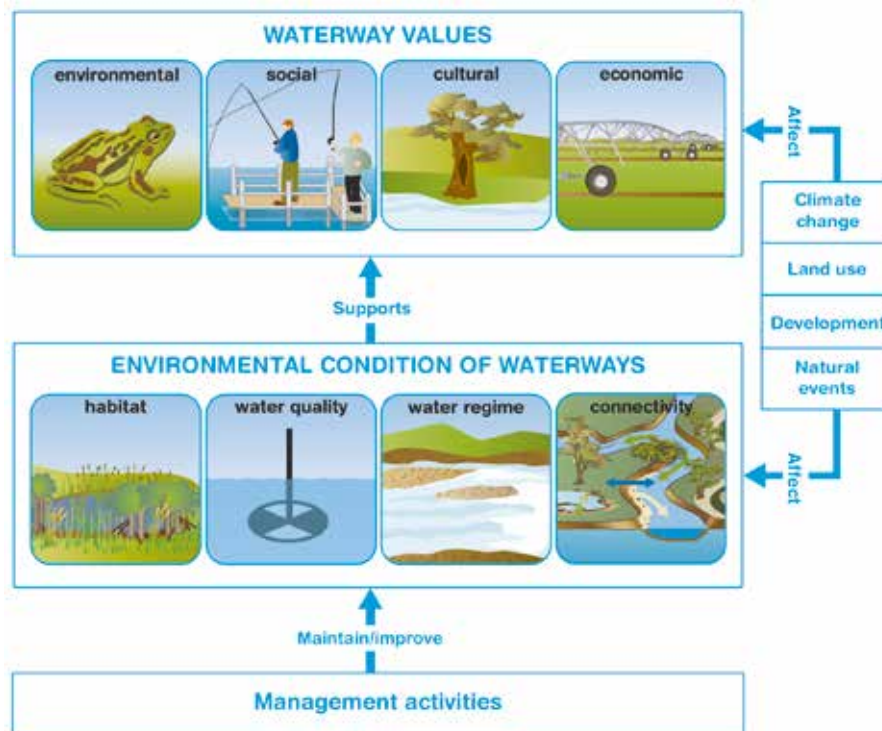 WATERWAY VALUES
environmental
social
cultural
economic
Affect
Climate
change
Land use
Development
Natural
events
Supports
ENVIRONMENTAL CONDITION OF WATERWAYS
habitat
water quality
water regime
connectivity
Affect
Maintain/improve
Management activities